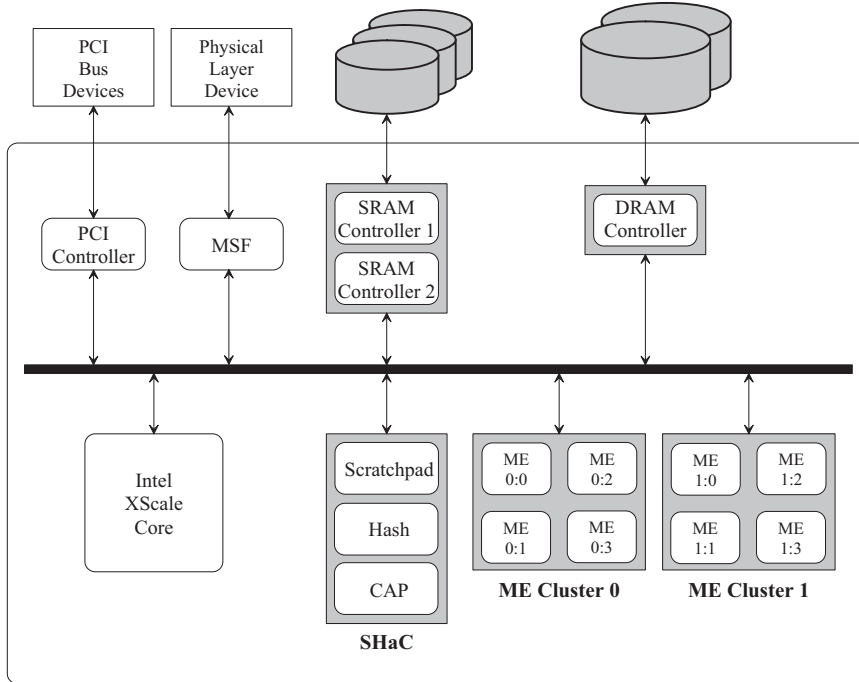 PCI
Bus
Devices
Physical
Layer
Device
PCI
Controller
MSF
SRAM
Controller 1
SRAM
Controller 2
DRAM
Controller
Intel
XScale
Core
Scratchpad
Hash
CAP
SHaC
ME
0:0
ME
0:2
ME
0:1
ME
0:3
ME Cluster 0
ME
1:0
ME
1:2
ME
1:1
ME
1:3
ME Cluster 1